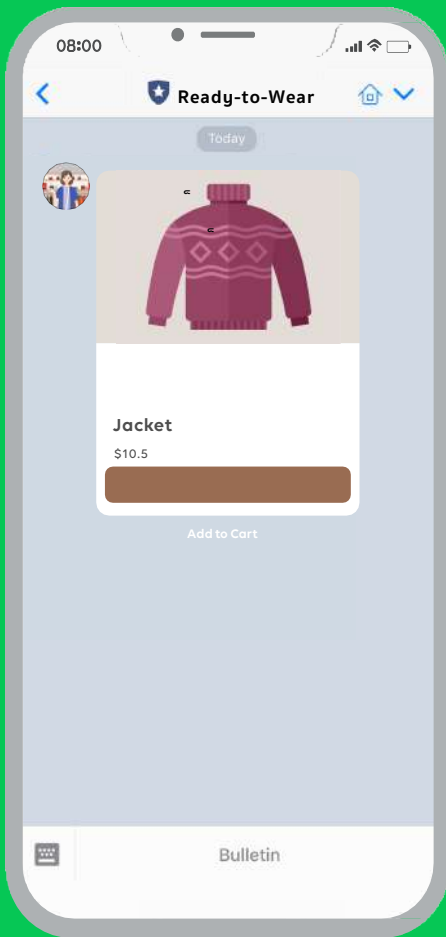 08:00
Ready-to-Wear
Today
Jacket
$10.5
Add to Cart
Bulletin